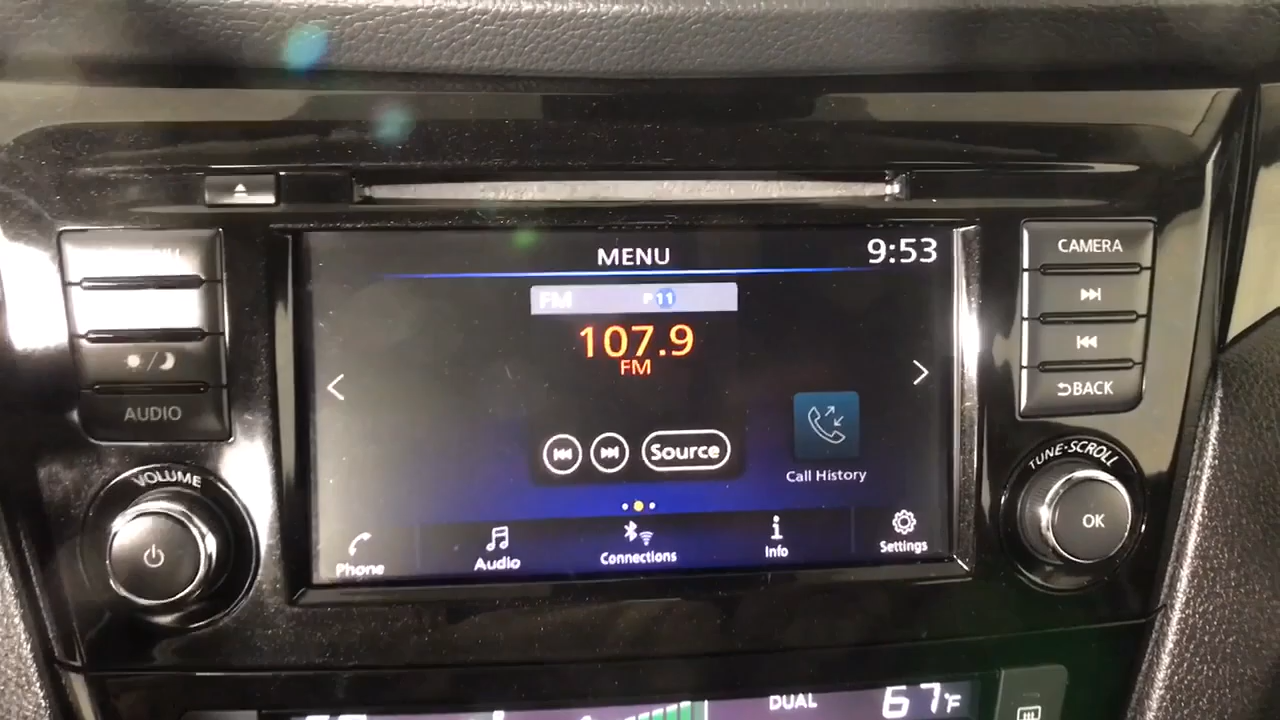 MENU
9:53
FM P11
107.9
FM
Source
Call History
Phone
Audio
Connections
Info
Settings
AUDIO
VOLUME
CAMERA
BACK
TUNE·SCROLL
OK
DUAL
67°F